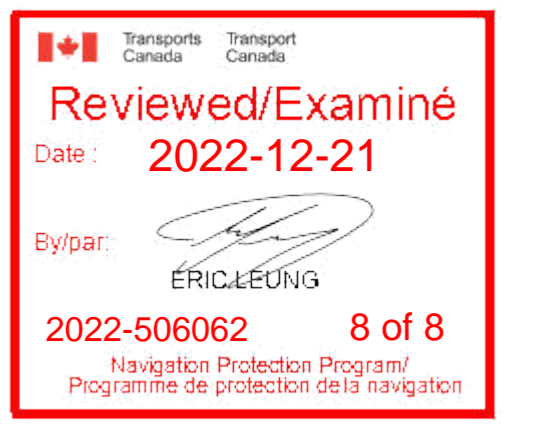 Transports Transport
Canada Canada
Reviewed/Examiné
Date : 2022-12-21
By/par:
ERIC LEUNG
2022-506062 8 of 8
Navigation Protection Program/
Programme de protection de la navigation